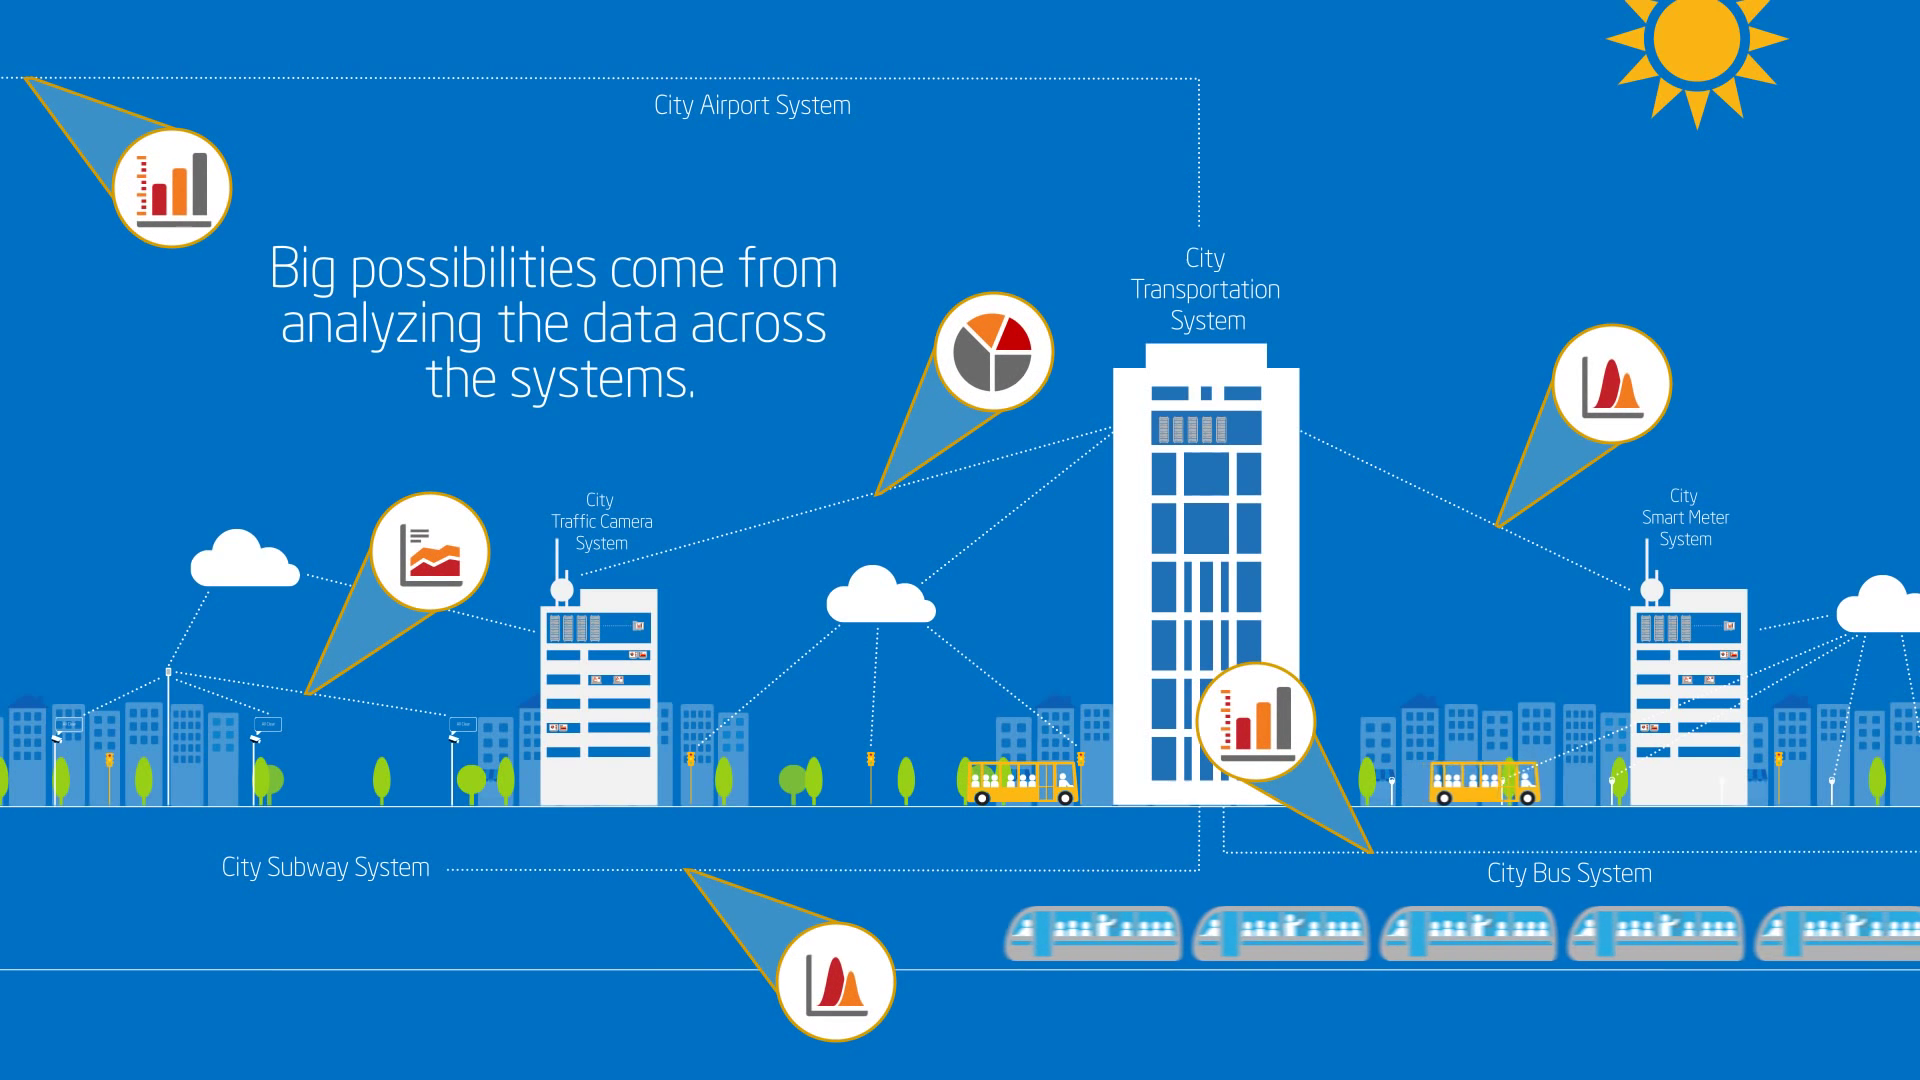 City Airport System
Big possibilities come from
analyzing the data across
the systems.
City
Transportation
System
City
Traffic Camera
System
City
Smart Meter
System
City Subway System
City Bus System